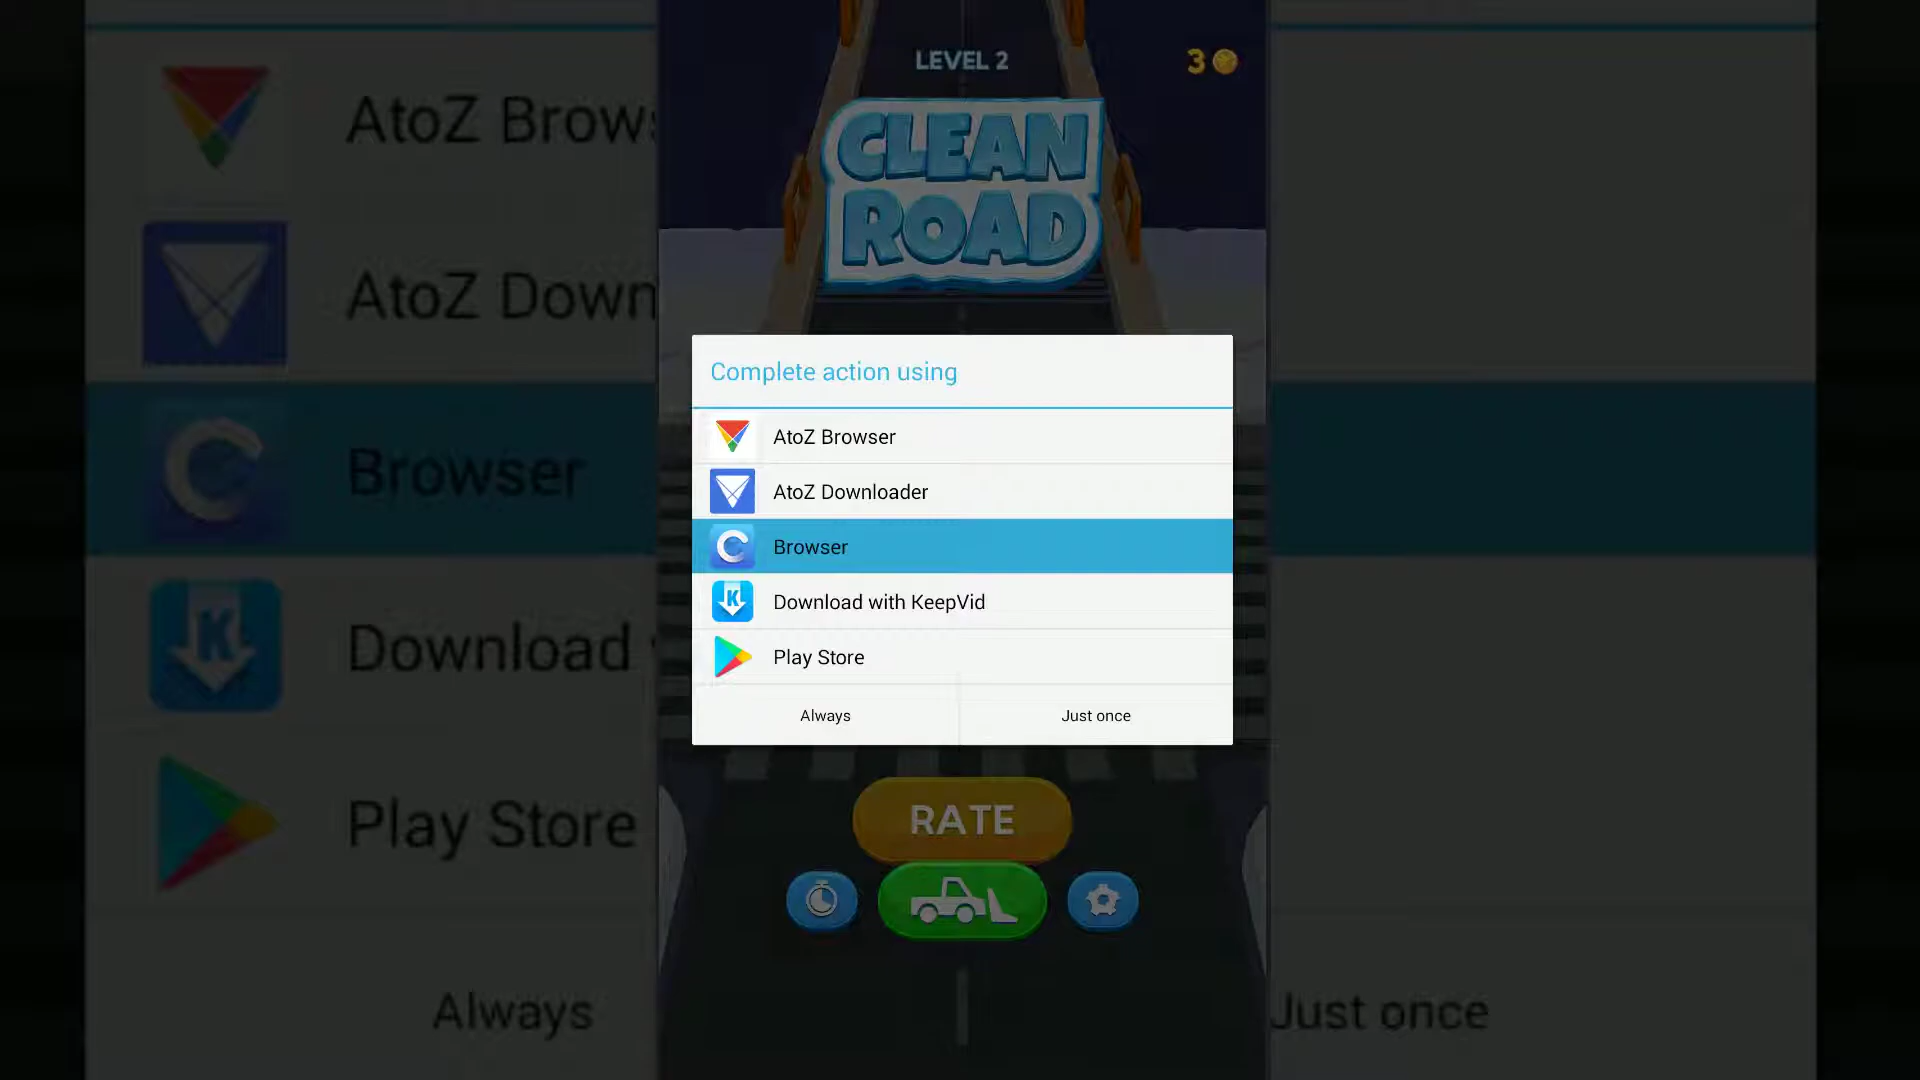 LEVEL 2
3
CLEAN
ROAD
Complete action using
AtoZ Browser
AtoZ Downloader
Browser
Download with KeepVid
Play Store
Always
Just once
RATE
AtoZ Brow
AtoZ Down
Browser
Download
Play Store
Always
Just once